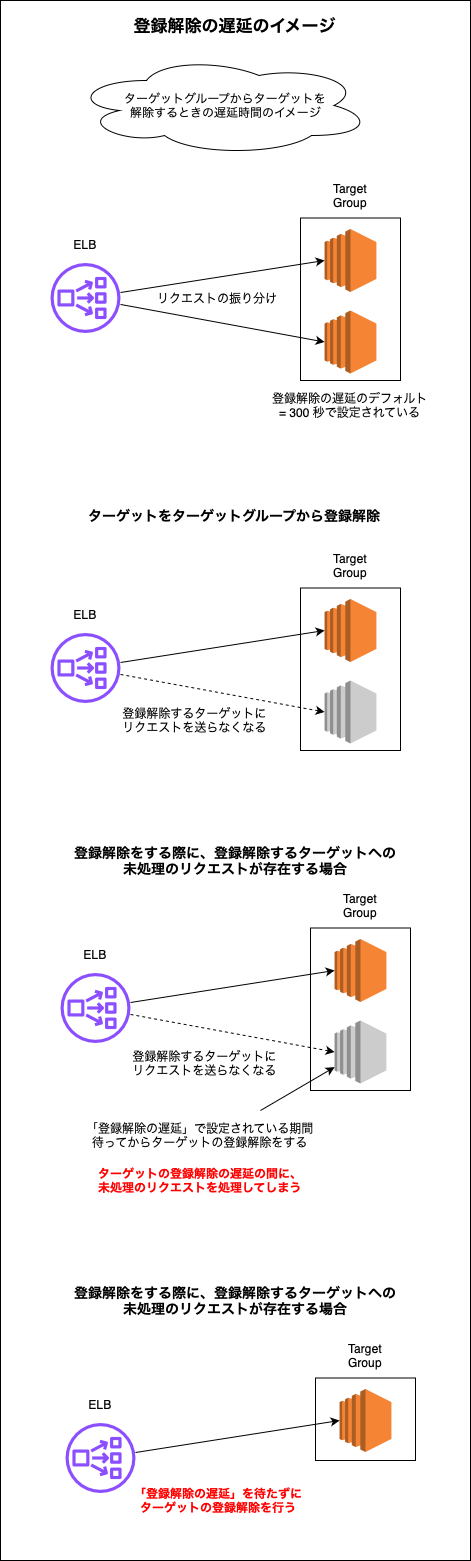 登録解除の遅延のイメージ
ターゲットグループからターゲットを
解除するときの遅延時間のイメージ
Target
Group
ELB
リクエストの振り分け
登録解除の遅延のデフォルト
= 300 秒で設定されている
ターゲットをターゲットグループから登録解除
Target
Group
ELB
登録解除するターゲットに
リクエストを送らなくなる
登録解除をする際に、登録解除するターゲットへの
未処理のリクエストが存在する場合
Target
Group
ELB
登録解除するターゲットに
リクエストを送らなくなる
「登録解除の遅延」で設定されている期間
待ってからターゲットの登録解除をする
ターゲットの登録解除の遅延の間に、
未処理のリクエストを処理してしまう
登録解除をする際に、登録解除するターゲットへの
未処理のリクエストが存在する場合
Target
Group
ELB
「登録解除の遅延」を待たずに
ターゲットの登録解除を行う